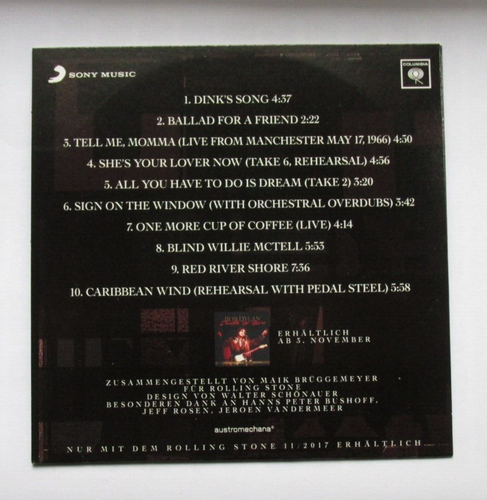 SONY MUSIC
COLUMBIA
1. DINK'S SONG 4:37
2. BALLAD FOR A FRIEND 2:22
3. TELL ME, MOMMA (LIVE FROM MANCHESTER MAY 17, 1966) 4:50
4. SHE'S YOUR LOVER NOW (TAKE 6, REHEARSAL) 4:56
5. ALL YOU HAVE TO DO IS DREAM (TAKE 2) 3:20
6. SIGN ON THE WINDOW (WITH ORCHESTRAL OVERDUBS) 3:42
7. ONE MORE CUP OF COFFEE (LIVE) 4:14
8. BLIND WILLIE MCTELL 5:53
9. RED RIVER SHORE 7:36
10. CARIBBEAN WIND (REHEARSAL WITH PEDAL STEEL) 5:58
BOB DYLAN
ERHÄLTLICH
AB 3. NOVEMBER
ZUSAMMENGESTELLT VON MAIK BRÜGGEMEYER
FÜR ROLLING STONE
DESIGN VON WALTER SCHÖNAUER
BESONDEREN DANK AN HANNS PETER BUSHOFF,
JEFF ROSEN, JEROEN VANDERMEER
austromechana®
NUR MIT DEM ROLLING STONE 11/2017 ERHÄLTLICH